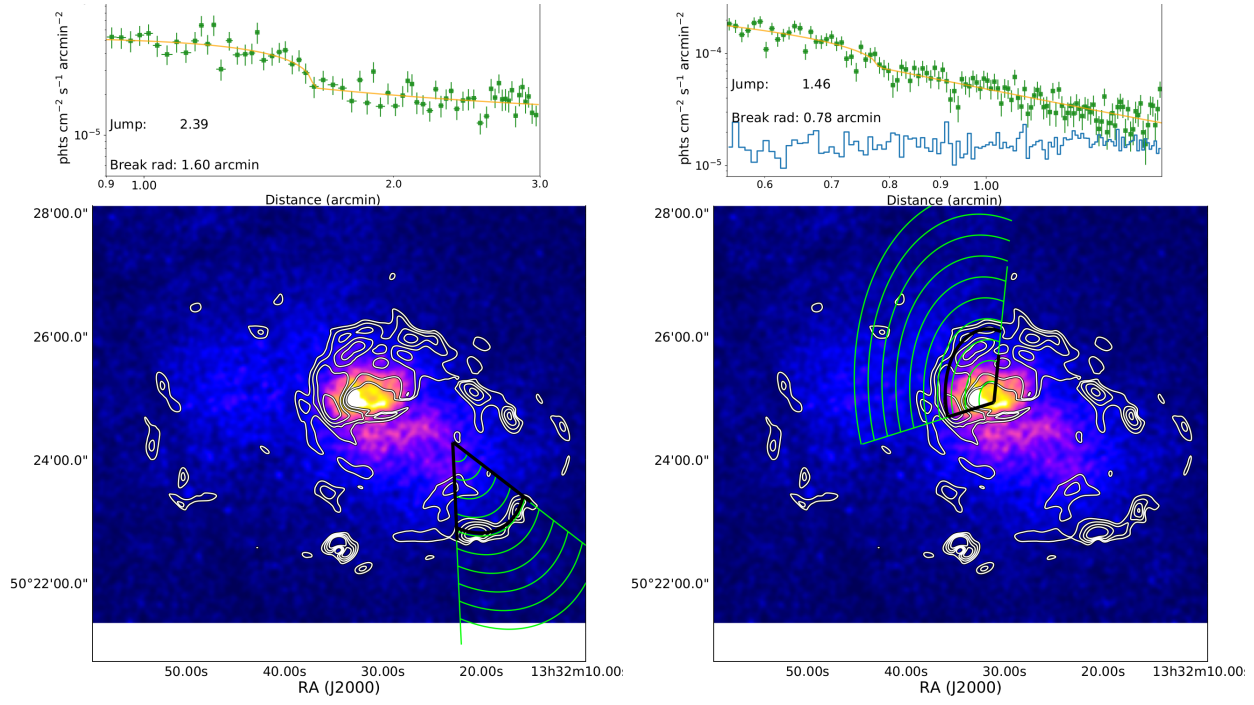 phts cm⁻² s⁻¹ arcmin⁻²
10⁻⁵
Jump: 2.39
Break rad: 1.60 arcmin
0.9 1.00 2.0 3.0
Distance (arcmin)
phts cm⁻² s⁻¹ arcmin⁻²
10⁻⁴
10⁻⁵
Jump: 1.46
Break rad: 0.78 arcmin
0.6 0.7 0.8 0.9 1.00
Distance (arcmin)
28'00.0"
26'00.0"
24'00.0"
50°22'00.0"
50.00s 40.00s 30.00s 20.00s 13h32m10.00s
RA (J2000)
28'00.0"
26'00.0"
24'00.0"
50°22'00.0"
50.00s 40.00s 30.00s 20.00s 13h32m10.00s
RA (J2000)